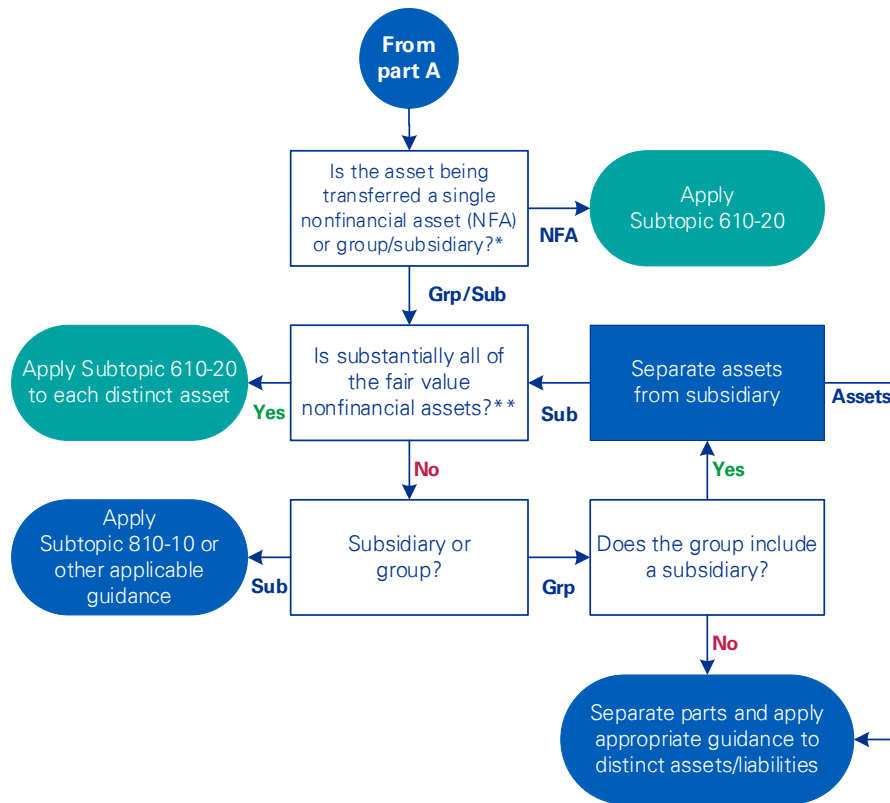 From
part A
Is the asset being
transferred a single
nonfinancial asset (NFA)
or group/subsidiary?*
NFA
Apply
Subtopic 610-20
Grp/Sub
Apply Subtopic 610-20
to each distinct asset
Yes
Is substantially all of
the fair value
nonfinancial assets?**
Sub
Separate assets
from subsidiary
Assets
No
Yes
Apply
Subtopic 810-10 or
other applicable
guidance
Sub
Subsidiary or
group?
Grp
Does the group include
a subsidiary?
No
Separate parts and apply
appropriate guidance to
distinct assets/liabilities